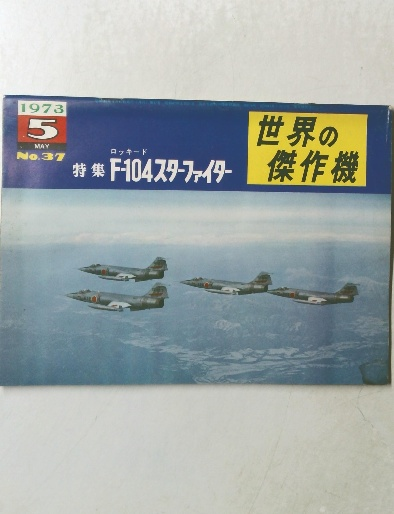 1973
5
MAY
No.37
ロッキード
特集 F-104スターファイター
世界の
傑作機